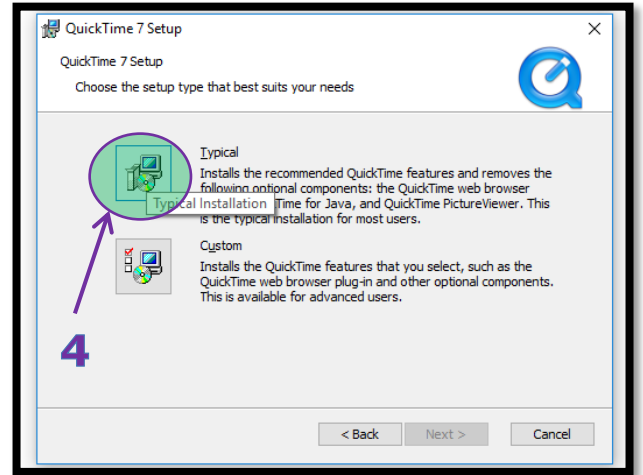 QuickTime 7 Setup
QuickTime 7 Setup
Choose the setup type that best suits your needs
Typical
Installs the recommended QuickTime features and removes the
following optional components: the QuickTime web browser
Typical Installation Time for Java, and QuickTime PictureViewer. This
is the typical installation for most users.
Custom
Installs the QuickTime features that you select, such as the
QuickTime web browser plug-in and other optional components.
This is available for advanced users.
4
< Back Next > Cancel